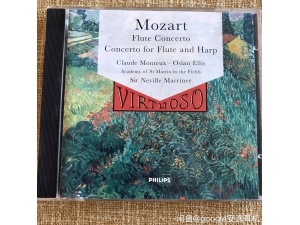 Mozart
Flute Concerto
Concerto for Flute and Harp
Claude Monteux - Osian Ellis
Academy of St Martin in the Fields
Sir Neville Marriner
VIRTUOSO
PHILIPS